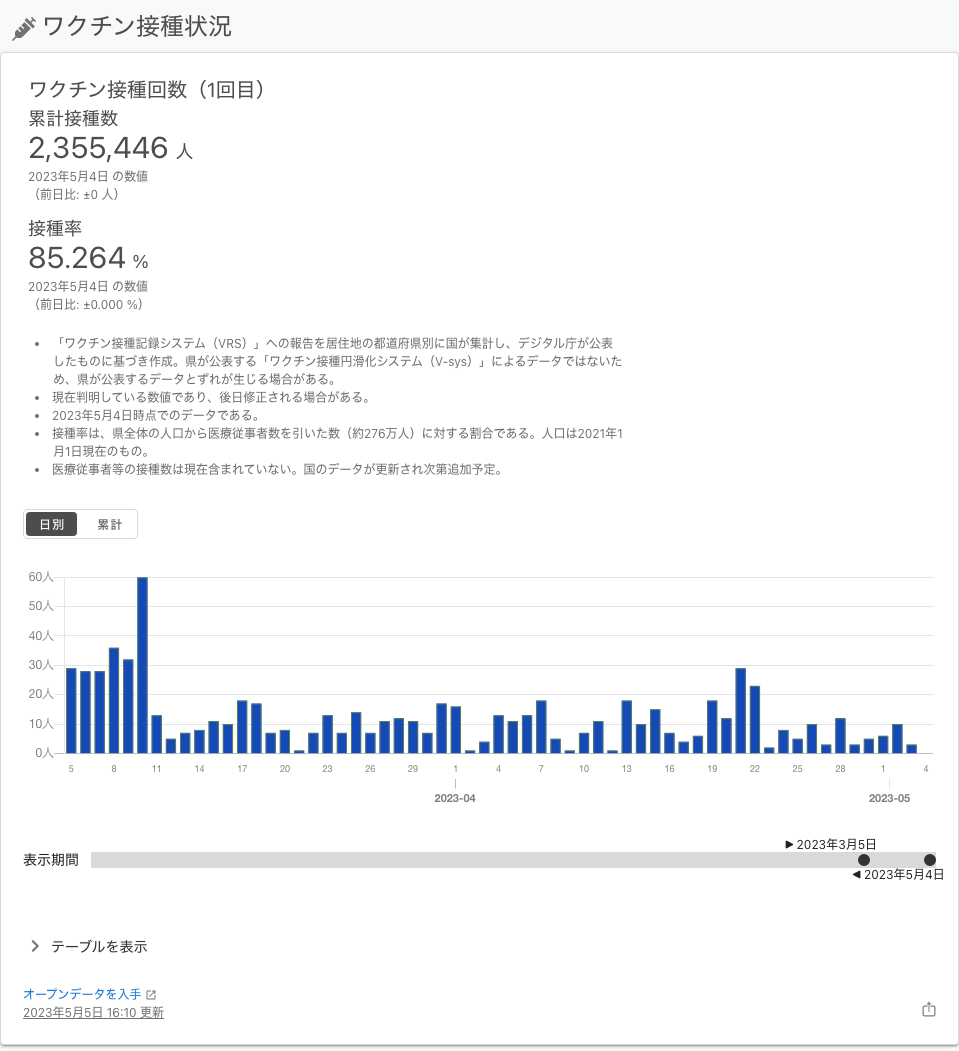 ワクチン接種状況
ワクチン接種回数（1回目）
累計接種数
2,355,446 人
2023年5月4日 の数値
（前日比: ±0 人）
接種率
85.264 %
2023年5月4日 の数値
（前日比: ±0.000 %）
• 「ワクチン接種記録システム（VRS）」への報告を居住地の都道府県別に国が集計し、デジタル庁が公表
したものに基づき作成。県が公表する「ワクチン接種円滑化システム（V-sys）」によるデータではないた
め、県が公表するデータとずれが生じる場合がある。
• 現在判明している数値であり、後日修正される場合がある。
• 2023年5月4日時点でのデータである。
• 接種率は、県全体の人口から医療従事者数を引いた数（約276万人）に対する割合である。人口は2021年1
月1日現在のもの。
• 医療従事者等の接種数は現在含まれていない。国のデータが更新され次第追加予定。
日別 累計
60人
50人
40人
30人
20人
10人
0人
5 8 11 14 17 20 23 26 29 1 4 7 10 13 16 19 22 25 28 1 4
2023-04 2023-05
▶ 2023年3月5日
表示期間
◀ 2023年5月4日
テーブルを表示
オープンデータを入手
2023年5月5日 16:10 更新